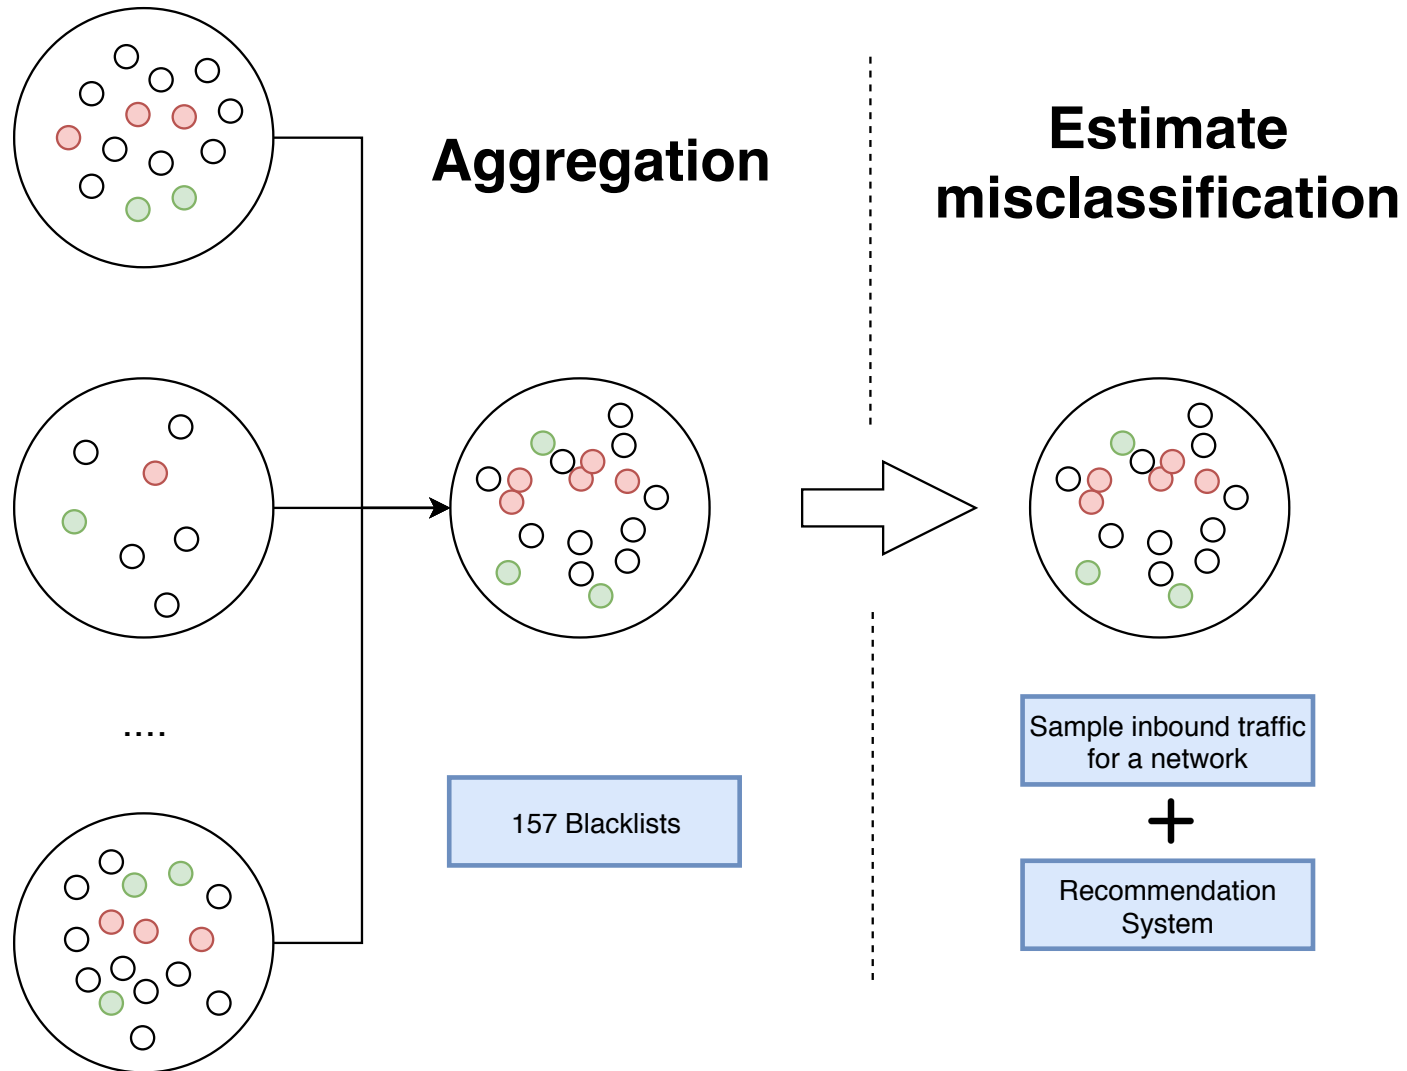 Aggregation
Estimate
misclassification
....
157 Blacklists
Sample inbound traffic
for a network
+
Recommendation
System